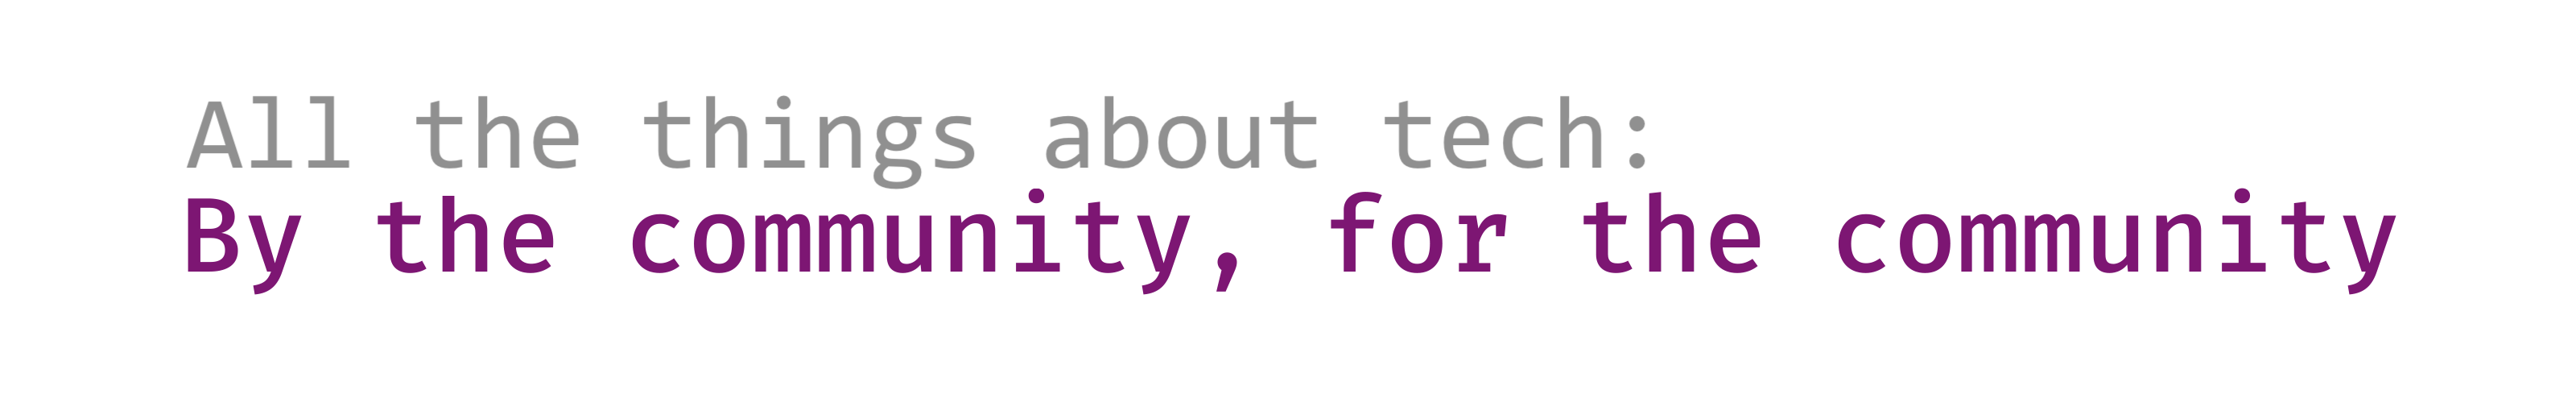 All the things about tech:
By the community, for the community